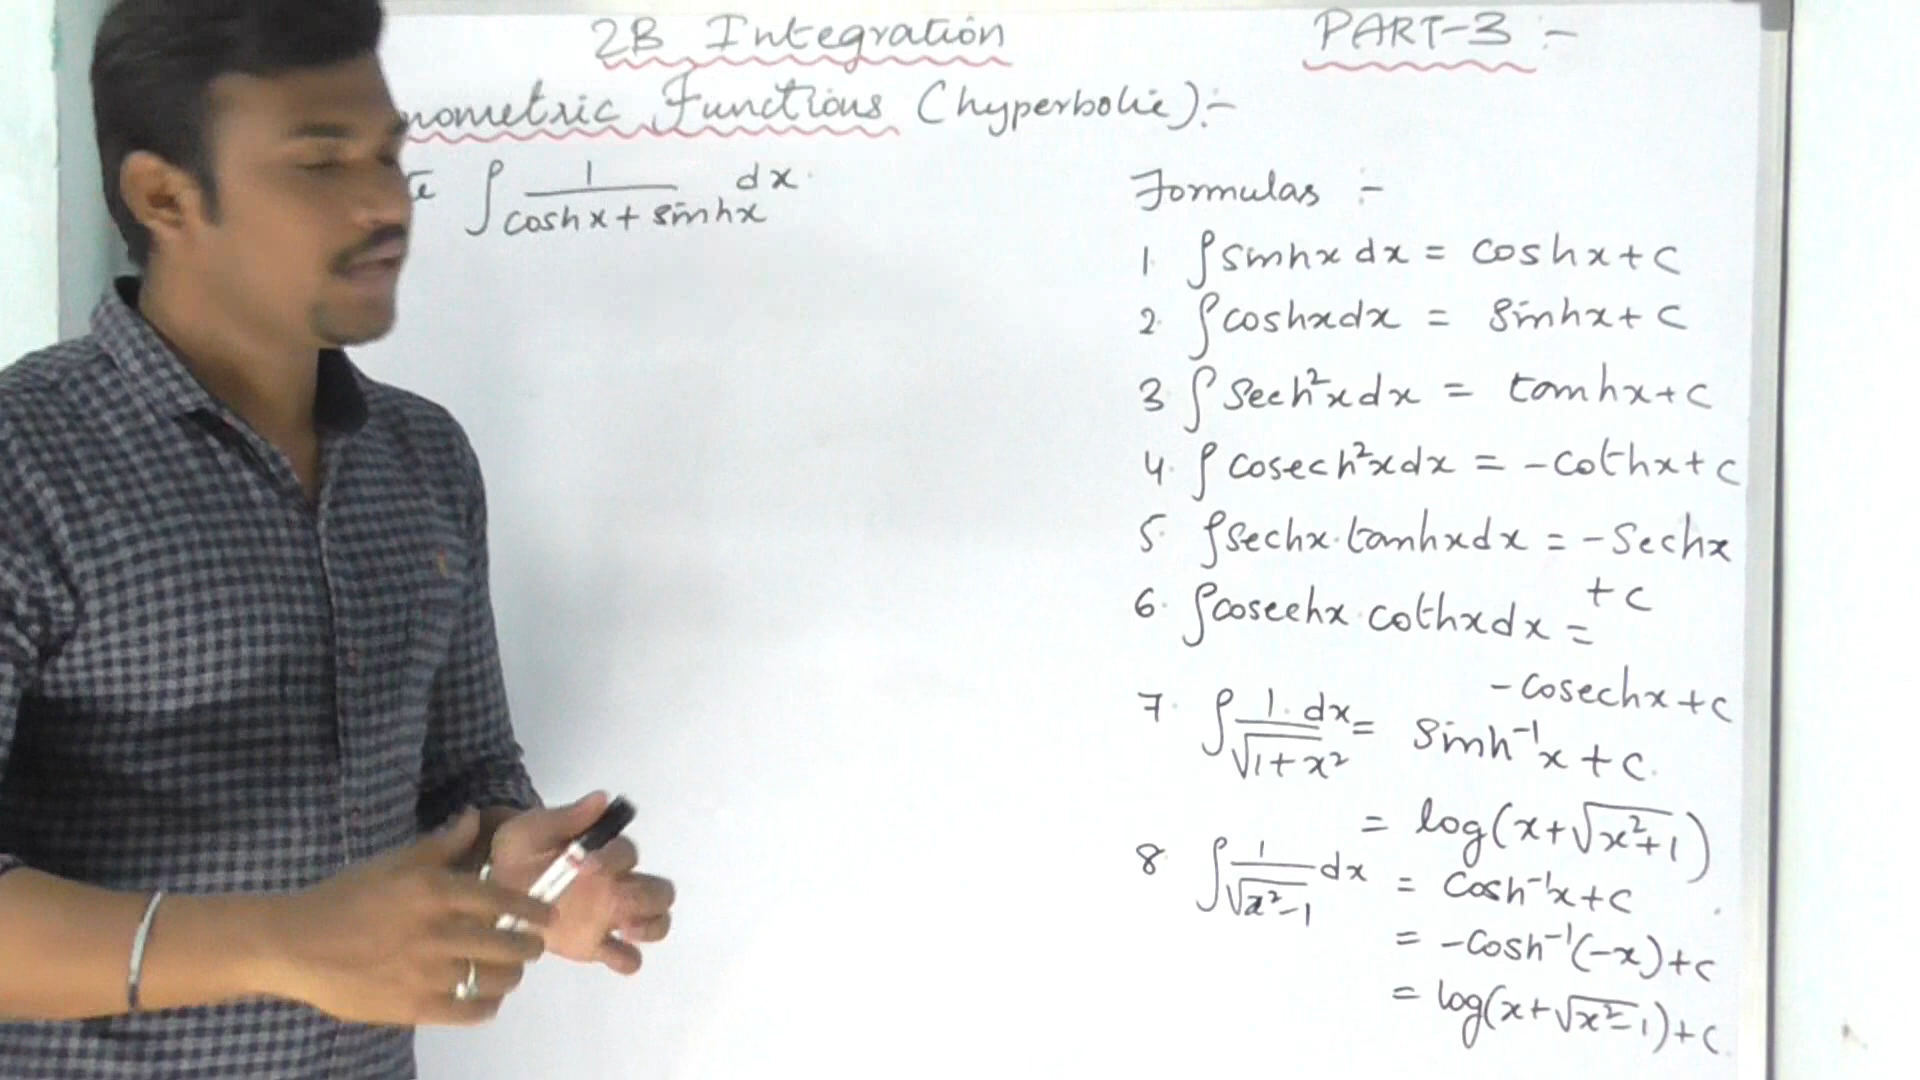 2B Integration PART-3 :-
nometric Functions (hyperbolic):-
∫ 1/(coshx + sinhx) dx.
Formulas :-
1. ∫sinhx dx = coshx + c
2. ∫coshx dx = sinhx + c
3 ∫ Sech²x dx = tanhx + c
4. ∫ cosech²x dx = -cothx + c
5. ∫sechx. tanhx dx = - Sechx
+ c
6. ∫cosechx. cothx dx =
-cosechx + c
7. ∫ 1. dx/√(1+x²) = Sinh⁻¹x + c.
= log(x+√(x²+1))
8. ∫ 1/√(x²-1) dx = Cosh⁻¹x + c
= -Cosh⁻¹(-x) + c
= log(x+√(x²-1)) + c.